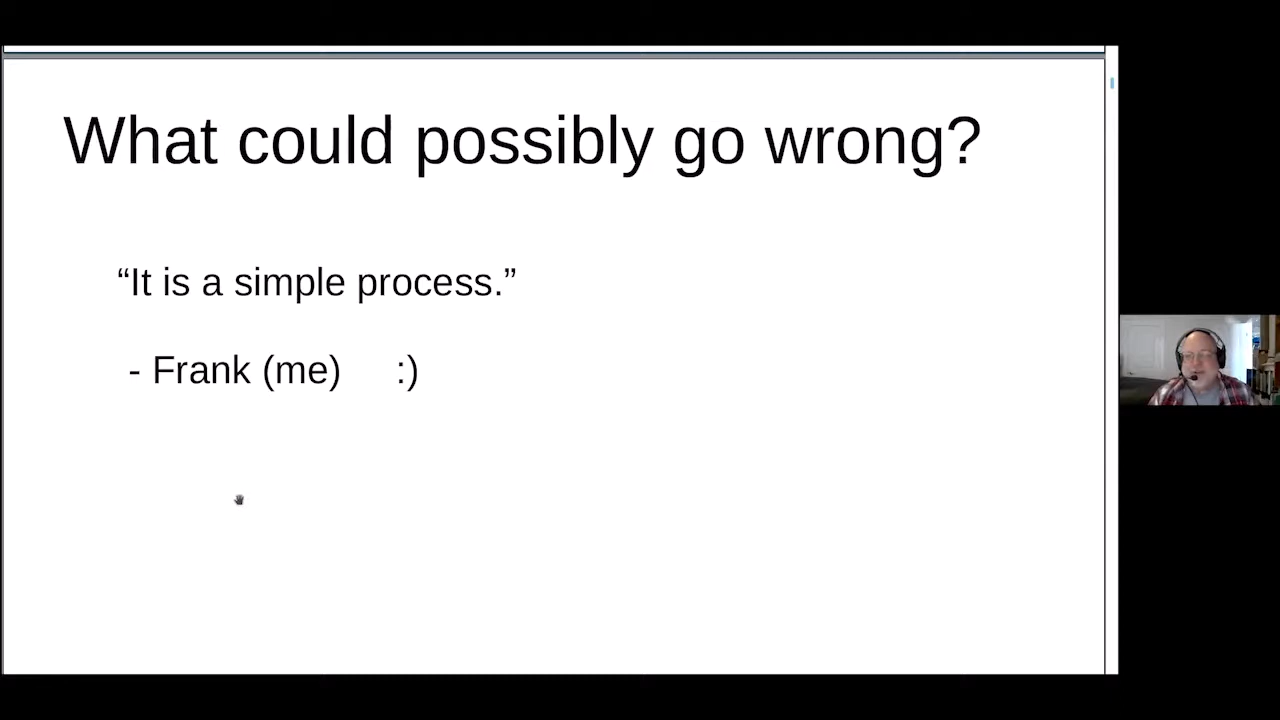 What could possibly go wrong?
“It is a simple process.”
- Frank (me) :)